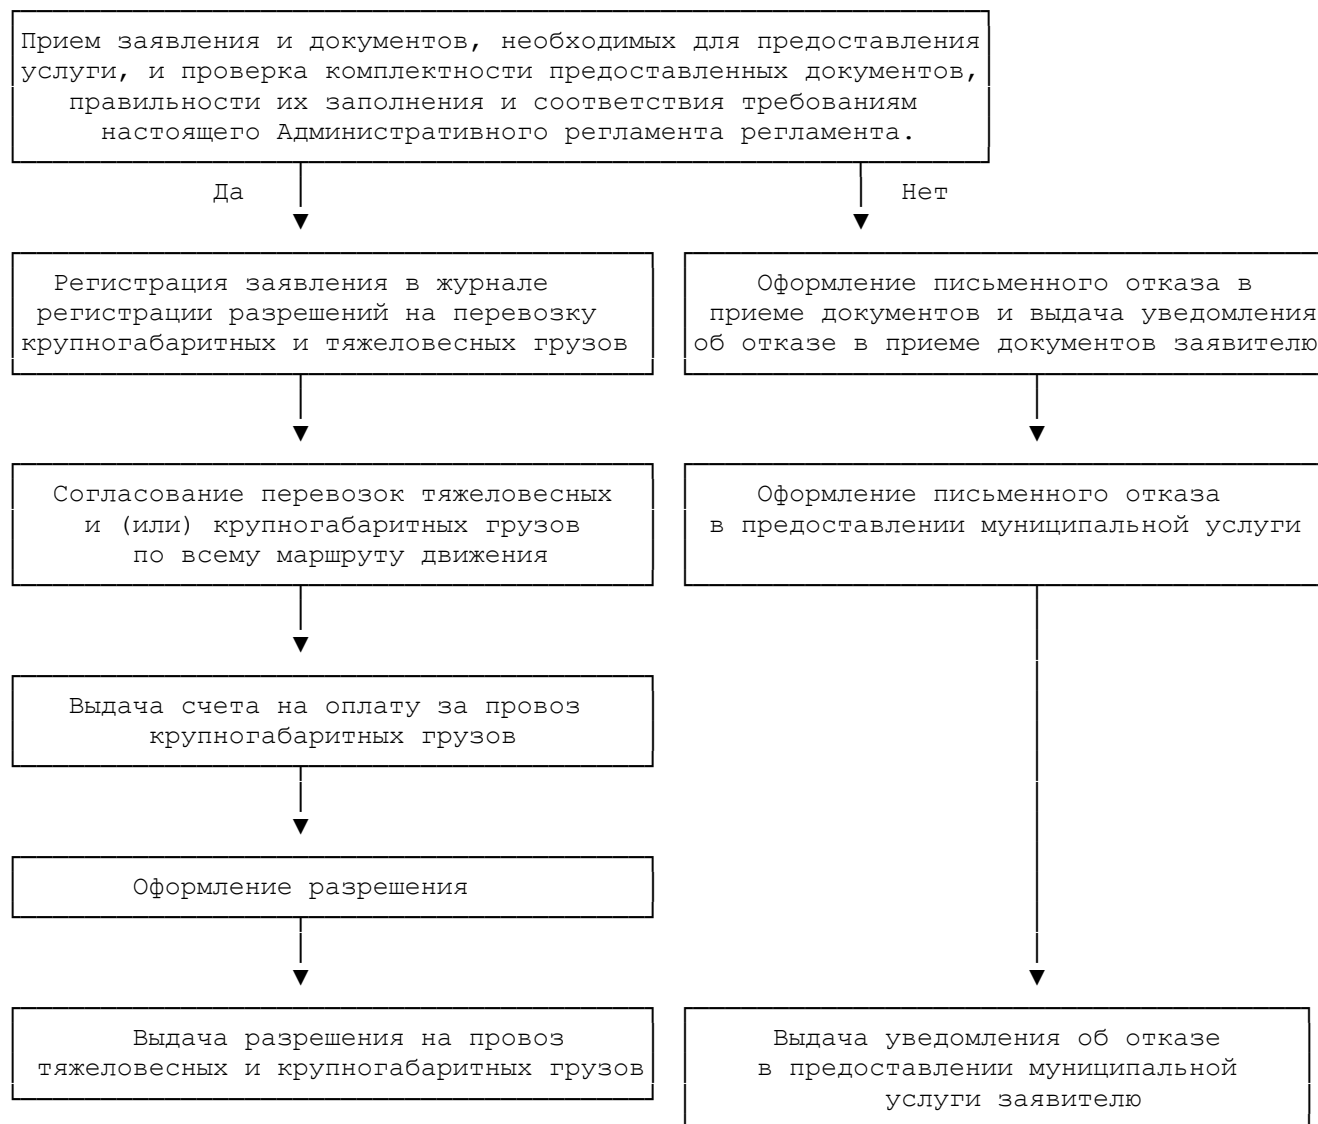 Прием заявления и документов, необходимых для предоставления
услуги, и проверка комплектности предоставленных документов,
правильности их заполнения и соответствия требованиям
настоящего Административного регламента регламента.
Да
Нет
Регистрация заявления в журнале
регистрации разрешений на перевозку
крупногабаритных и тяжеловесных грузов
Оформление письменного отказа в
приеме документов и выдача уведомления
об отказе в приеме документов заявителю
Согласование перевозок тяжеловесных
и (или) крупногабаритных грузов
по всему маршруту движения
Оформление письменного отказа
в предоставлении муниципальной услуги
Выдача счета на оплату за провоз
крупногабаритных грузов
Оформление разрешения
Выдача разрешения на провоз
тяжеловесных и крупногабаритных грузов
Выдача уведомления об отказе
в предоставлении муниципальной
услуги заявителю